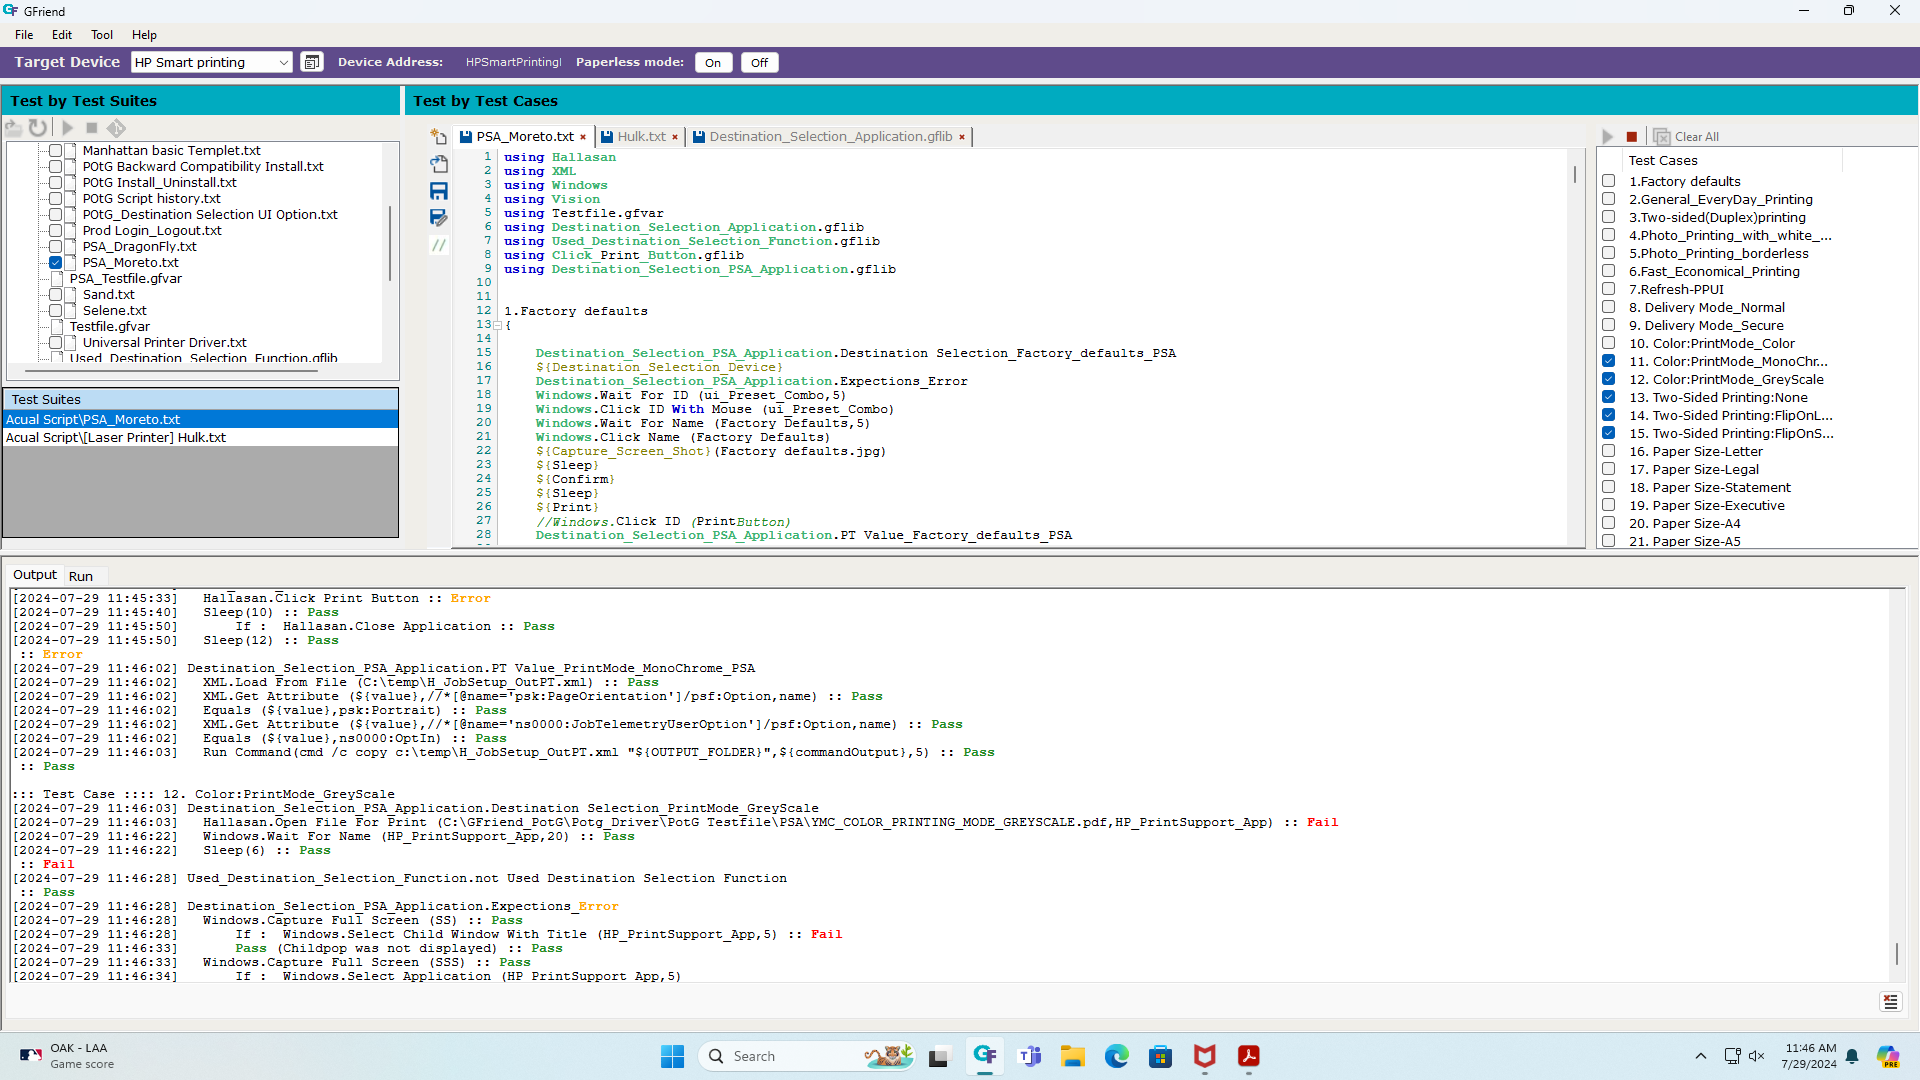 GFriend
File Edit Tool Help
Target Device HP Smart printing Device Address: HPSmartPrintingI Paperless mode: On Off
Test by Test Suites
Test by Test Cases
Manhattan basic Templet.txt
POtG Backward Compatibility Install.txt
POtG Install_Uninstall.txt
POtG Script history.txt
POtG_Destination Selection UI Option.txt
Prod Login_Logout.txt
PSA_DragonFly.txt
PSA_Moreto.txt
PSA_Testfile.gfvar
Sand.txt
Selene.txt
Testfile.gfvar
Universal Printer Driver.txt
Used_Destination_Selection_Function.gflib
Test Suites
Acual Script\PSA_Moreto.txt
Acual Script\[Laser Printer] Hulk.txt
PSA_Moreto.txt Hulk.txt Destination_Selection_Application.gflib
1 using Hallasan
2 using XML
3 using Windows
4 using Vision
5 using Testfile.gfvar
6 using Destination_Selection_Application.gflib
7 using Used_Destination_Selection_Function.gflib
8 using Click_Print_Button.gflib
9 using Destination_Selection_PSA_Application.gflib
10
11
12 1.Factory defaults
13 {
14
15 Destination_Selection_PSA_Application.Destination Selection_Factory_defaults_PSA
16 ${Destination_Selection_Device}
17 Destination_Selection_PSA_Application.Expections_Error
18 Windows.Wait For ID (ui_Preset_Combo,5)
19 Windows.Click ID With Mouse (ui_Preset_Combo)
20 Windows.Wait For Name (Factory Defaults,5)
21 Windows.Click Name (Factory Defaults)
22 ${Capture_Screen_Shot}(Factory defaults.jpg)
23 ${Sleep}
24 ${Confirm}
25 ${Sleep}
26 ${Print}
27 //Windows.Click ID (PrintButton)
28 Destination_Selection_PSA_Application.PT Value_Factory_defaults_PSA
Clear All
Test Cases
1.Factory defaults
2.General_EveryDay_Printing
3.Two-sided(Duplex)printing
4.Photo_Printing_with_white_...
5.Photo_Printing_borderless
6.Fast_Economical_Printing
7.Refresh-PPUI
8. Delivery Mode_Normal
9. Delivery Mode_Secure
10. Color:PrintMode_Color
11. Color:PrintMode_MonoChr...
12. Color:PrintMode_GreyScale
13. Two-Sided Printing:None
14. Two-Sided Printing:FlipOnL...
15. Two-Sided Printing:FlipOnS...
16. Paper Size-Letter
17. Paper Size-Legal
18. Paper Size-Statement
19. Paper Size-Executive
20. Paper Size-A4
21. Paper Size-A5
Output Run
[2024-07-29 11:45:33] Hallasan.Click Print Button :: Error
[2024-07-29 11:45:40] Sleep(10) :: Pass
[2024-07-29 11:45:50] If : Hallasan.Close Application :: Pass
[2024-07-29 11:45:50] Sleep(12) :: Pass
:: Error
[2024-07-29 11:46:02] Destination_Selection_PSA_Application.PT Value_PrintMode_MonoChrome_PSA
[2024-07-29 11:46:02] XML.Load From File (C:\temp\H_JobSetup_OutPT.xml) :: Pass
[2024-07-29 11:46:02] XML.Get Attribute (${value},//*[@name='psk:PageOrientation']/psf:Option,name) :: Pass
[2024-07-29 11:46:02] Equals (${value},psk:Portrait) :: Pass
[2024-07-29 11:46:02] XML.Get Attribute (${value},//*[@name='ns0000:JobTelemetryUserOption']/psf:Option,name) :: Pass
[2024-07-29 11:46:02] Equals (${value},ns0000:OptIn) :: Pass
[2024-07-29 11:46:03] Run Command(cmd /c copy c:\temp\H_JobSetup_OutPT.xml "${OUTPUT_FOLDER}",${commandOutput},5) :: Pass
:: Pass
::: Test Case :::: 12. Color:PrintMode_GreyScale
[2024-07-29 11:46:03] Destination_Selection_PSA_Application.Destination Selection_PrintMode_GreyScale
[2024-07-29 11:46:03] Hallasan.Open File For Print (C:\GFriend_PotG\Potg_Driver\PotG Testfile\PSA\YMC_COLOR_PRINTING_MODE_GREYSCALE.pdf,HP_PrintSupport_App) :: Fail
[2024-07-29 11:46:22] Windows.Wait For Name (HP_PrintSupport_App,20) :: Pass
[2024-07-29 11:46:22] Sleep(6) :: Pass
:: Fail
[2024-07-29 11:46:28] Used_Destination_Selection_Function.not Used Destination Selection Function
:: Pass
[2024-07-29 11:46:28] Destination_Selection_PSA_Application.Expections_Error
[2024-07-29 11:46:28] Windows.Capture Full Screen (SS) :: Pass
[2024-07-29 11:46:28] If : Windows.Select Child Window With Title (HP_PrintSupport_App,5) :: Fail
[2024-07-29 11:46:33] Pass (Childpop was not displayed) :: Pass
[2024-07-29 11:46:33] Windows.Capture Full Screen (SSS) :: Pass
[2024-07-29 11:46:34] If : Windows.Select Application (HP_PrintSupport_App,5)
OAK - LAA
Game score
Search
11:46 AM
7/29/2024